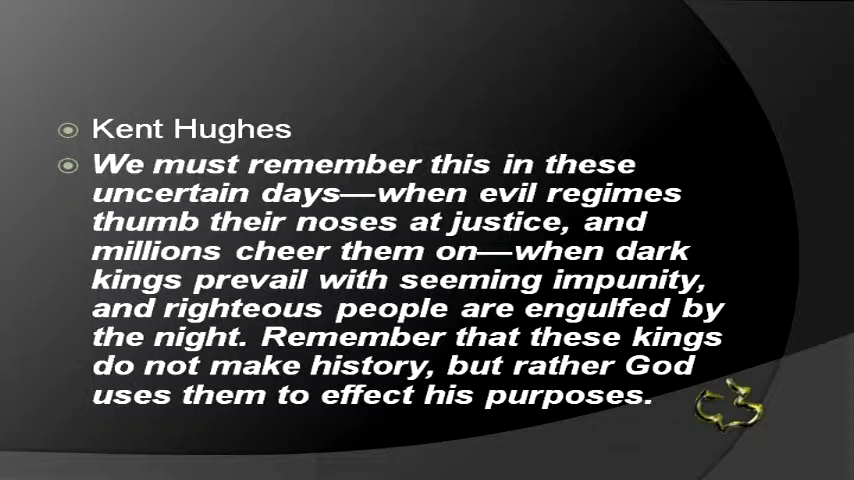 Kent Hughes
We must remember this in these
uncertain days—when evil regimes
thumb their noses at justice, and
millions cheer them on—when dark
kings prevail with seeming impunity,
and righteous people are engulfed by
the night. Remember that these kings
do not make history, but rather God
uses them to effect his purposes.